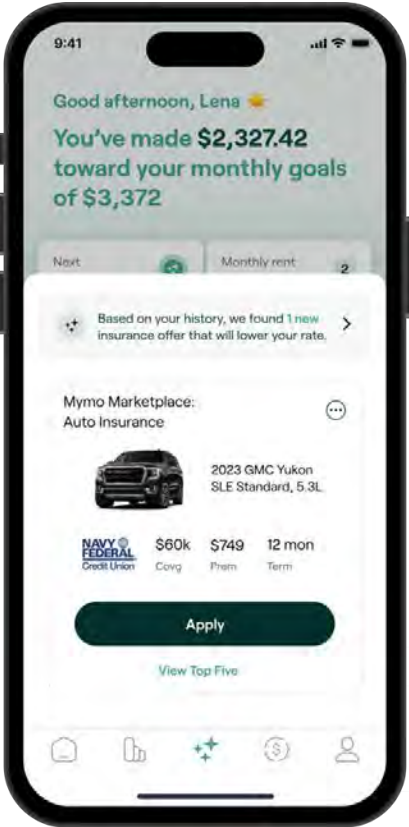 9:41
Good afternoon, Lena
You've made $2,327.42
toward your monthly goals
of $3,372
Next
Monthly rent
2
Based on your history, we found 1 new
insurance offer that will lower your rate.
Mymo Marketplace:
Auto Insurance
2023 GMC Yukon
SLE Standard, 5.3L
NAVY
FEDERAL
Credit Union
$60k
$749
12 mon
Covg
Prem
Term
Apply
View Top Five